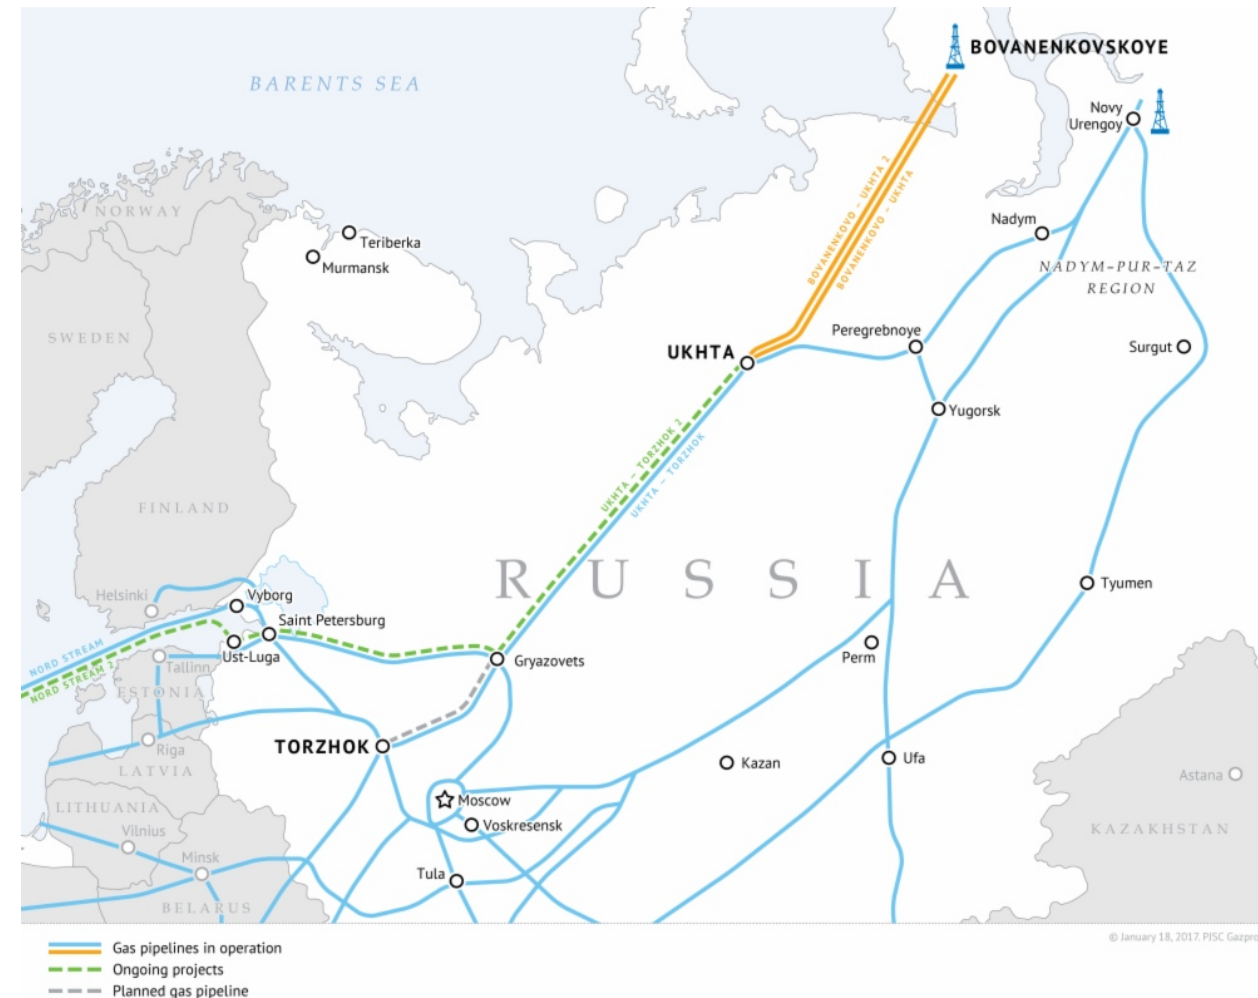 BOVANENKOVSKOYE
BARENTS SEA
Novy
Urengoy
NORWAY
BOVANENKOVO – UKHTA 2
BOVANENKOVO – UKHTA
Nadym
Teriberka
Murmansk
NADYM-PUR-TAZ
REGION
SWEDEN
Peregrebnoye
UKHTA
Surgut
Yugorsk
UKHTA – TORZHOK 2
UKHTA – TORZHOK
FINLAND
RUSSIA
Helsinki
Vyborg
Tyumen
Saint Petersburg
NORD STREAM
NORD STREAM 2
Ust-Luga
Tallinn
Gryazovets
Perm
ESTONIA
TORZHOK
Riga
Kazan
Ufa
LATVIA
Astana
Moscow
LITHUANIA
Voskresensk
Vilnius
KAZAKHSTAN
Minsk
Tula
BELARUS
© January 18, 2017. PJSC Gazpro
Gas pipelines in operation
Ongoing projects
Planned gas pipeline